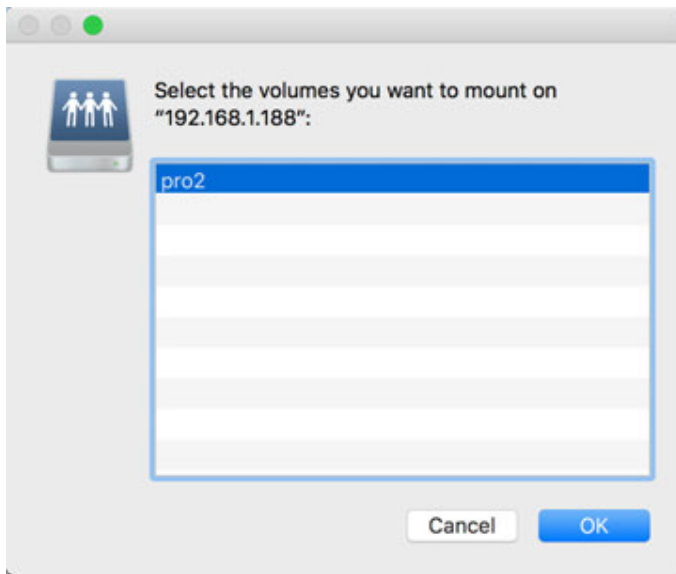 Select the volumes you want to mount on
“192.168.1.188”:
pro2
Cancel
OK